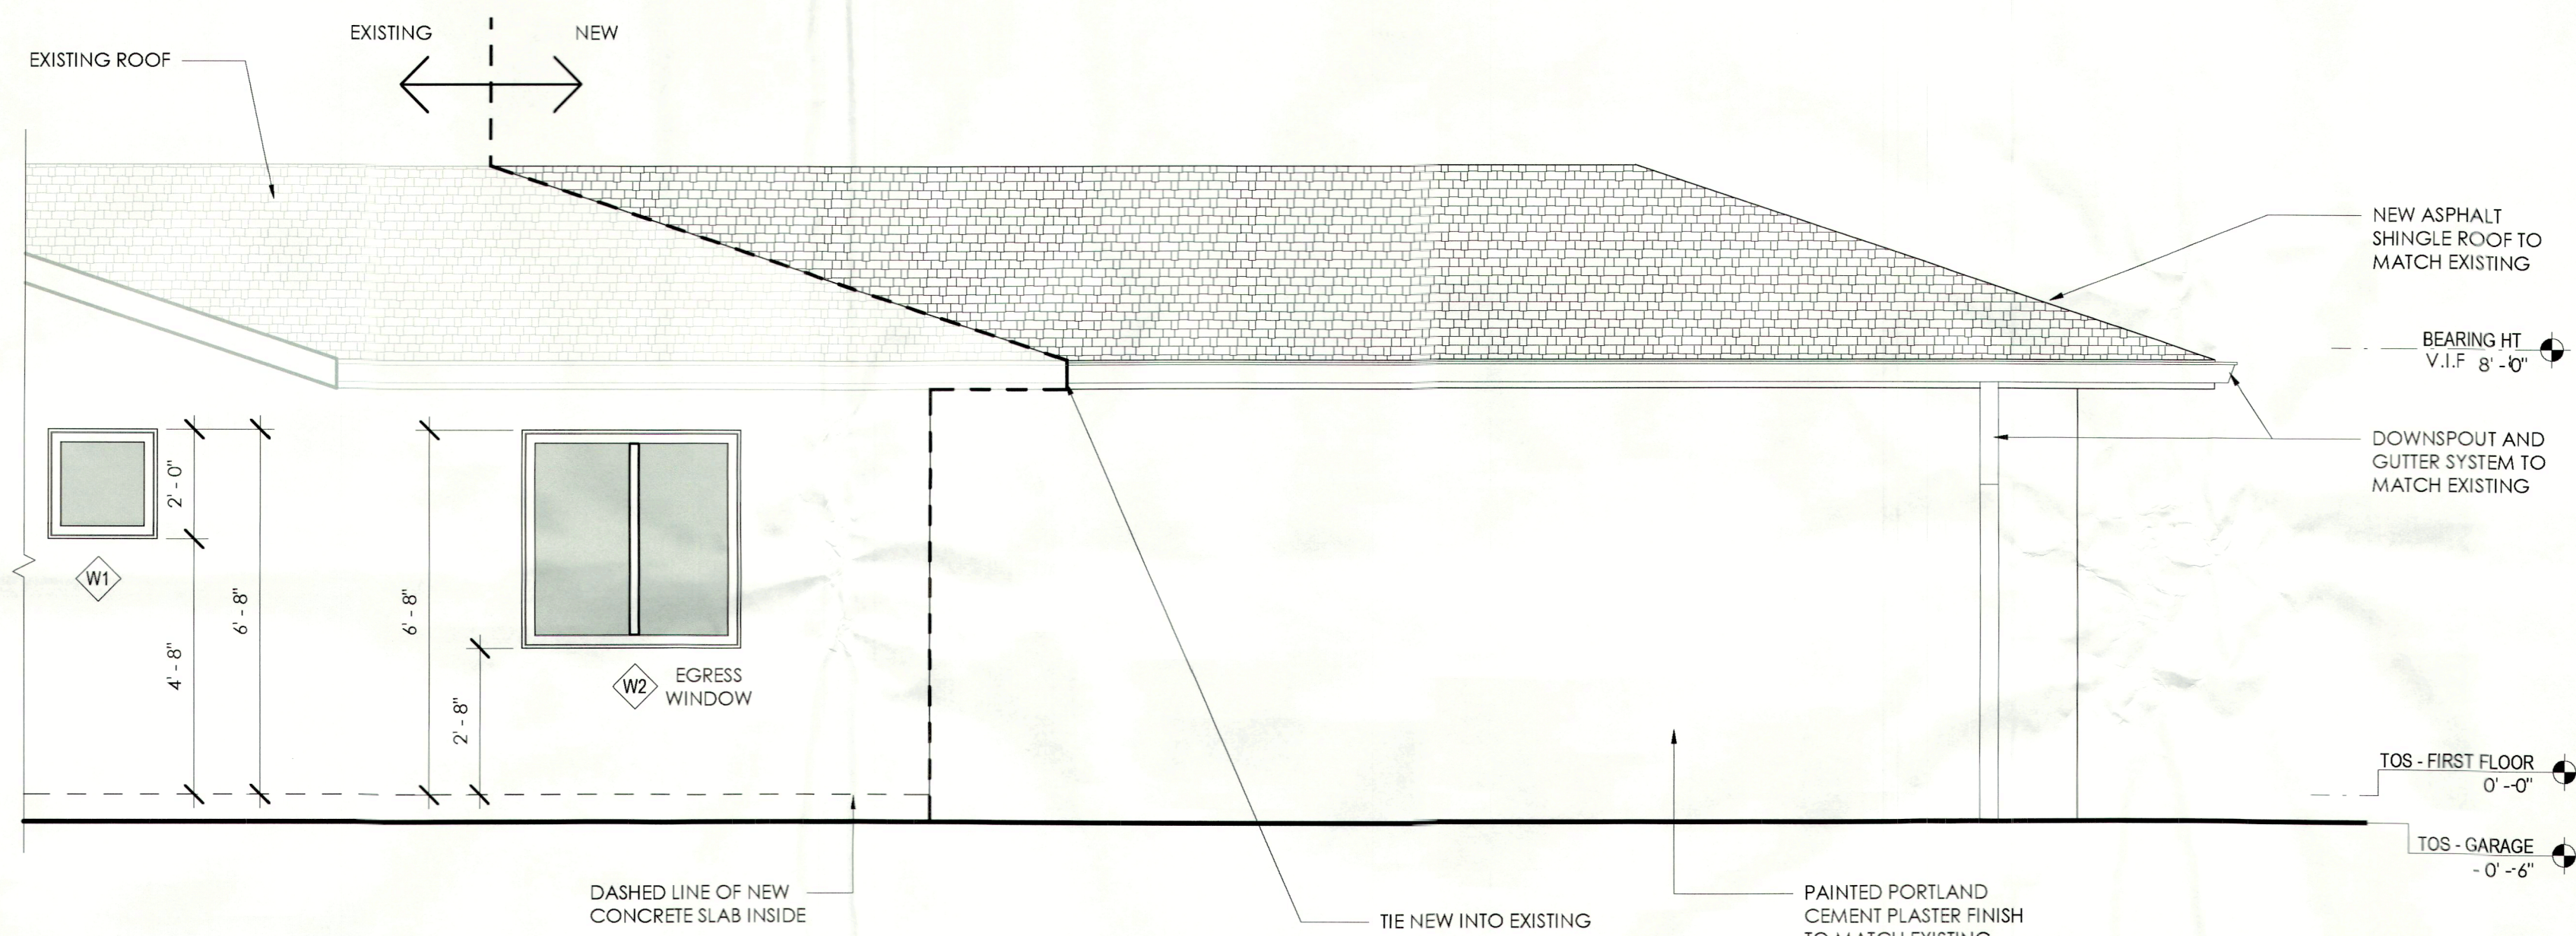 EXISTING
NEW
EXISTING ROOF
NEW ASPHALT
SHINGLE ROOF TO
MATCH EXISTING
BEARING HT
V.I.F 8' - 0"
DOWNSPOUT AND
GUTTER SYSTEM TO
MATCH EXISTING
2' - 0"
W1
6' - 8"
6' - 8"
4' - 8"
W2
EGRESS
WINDOW
2' - 8"
TOS - FIRST FLOOR
0' - 0"
TOS - GARAGE
- 0' - 6"
DASHED LINE OF NEW
CONCRETE SLAB INSIDE
TIE NEW INTO EXISTING
PAINTED PORTLAND
CEMENT PLASTER FINISH
TO MATCH EXISTING